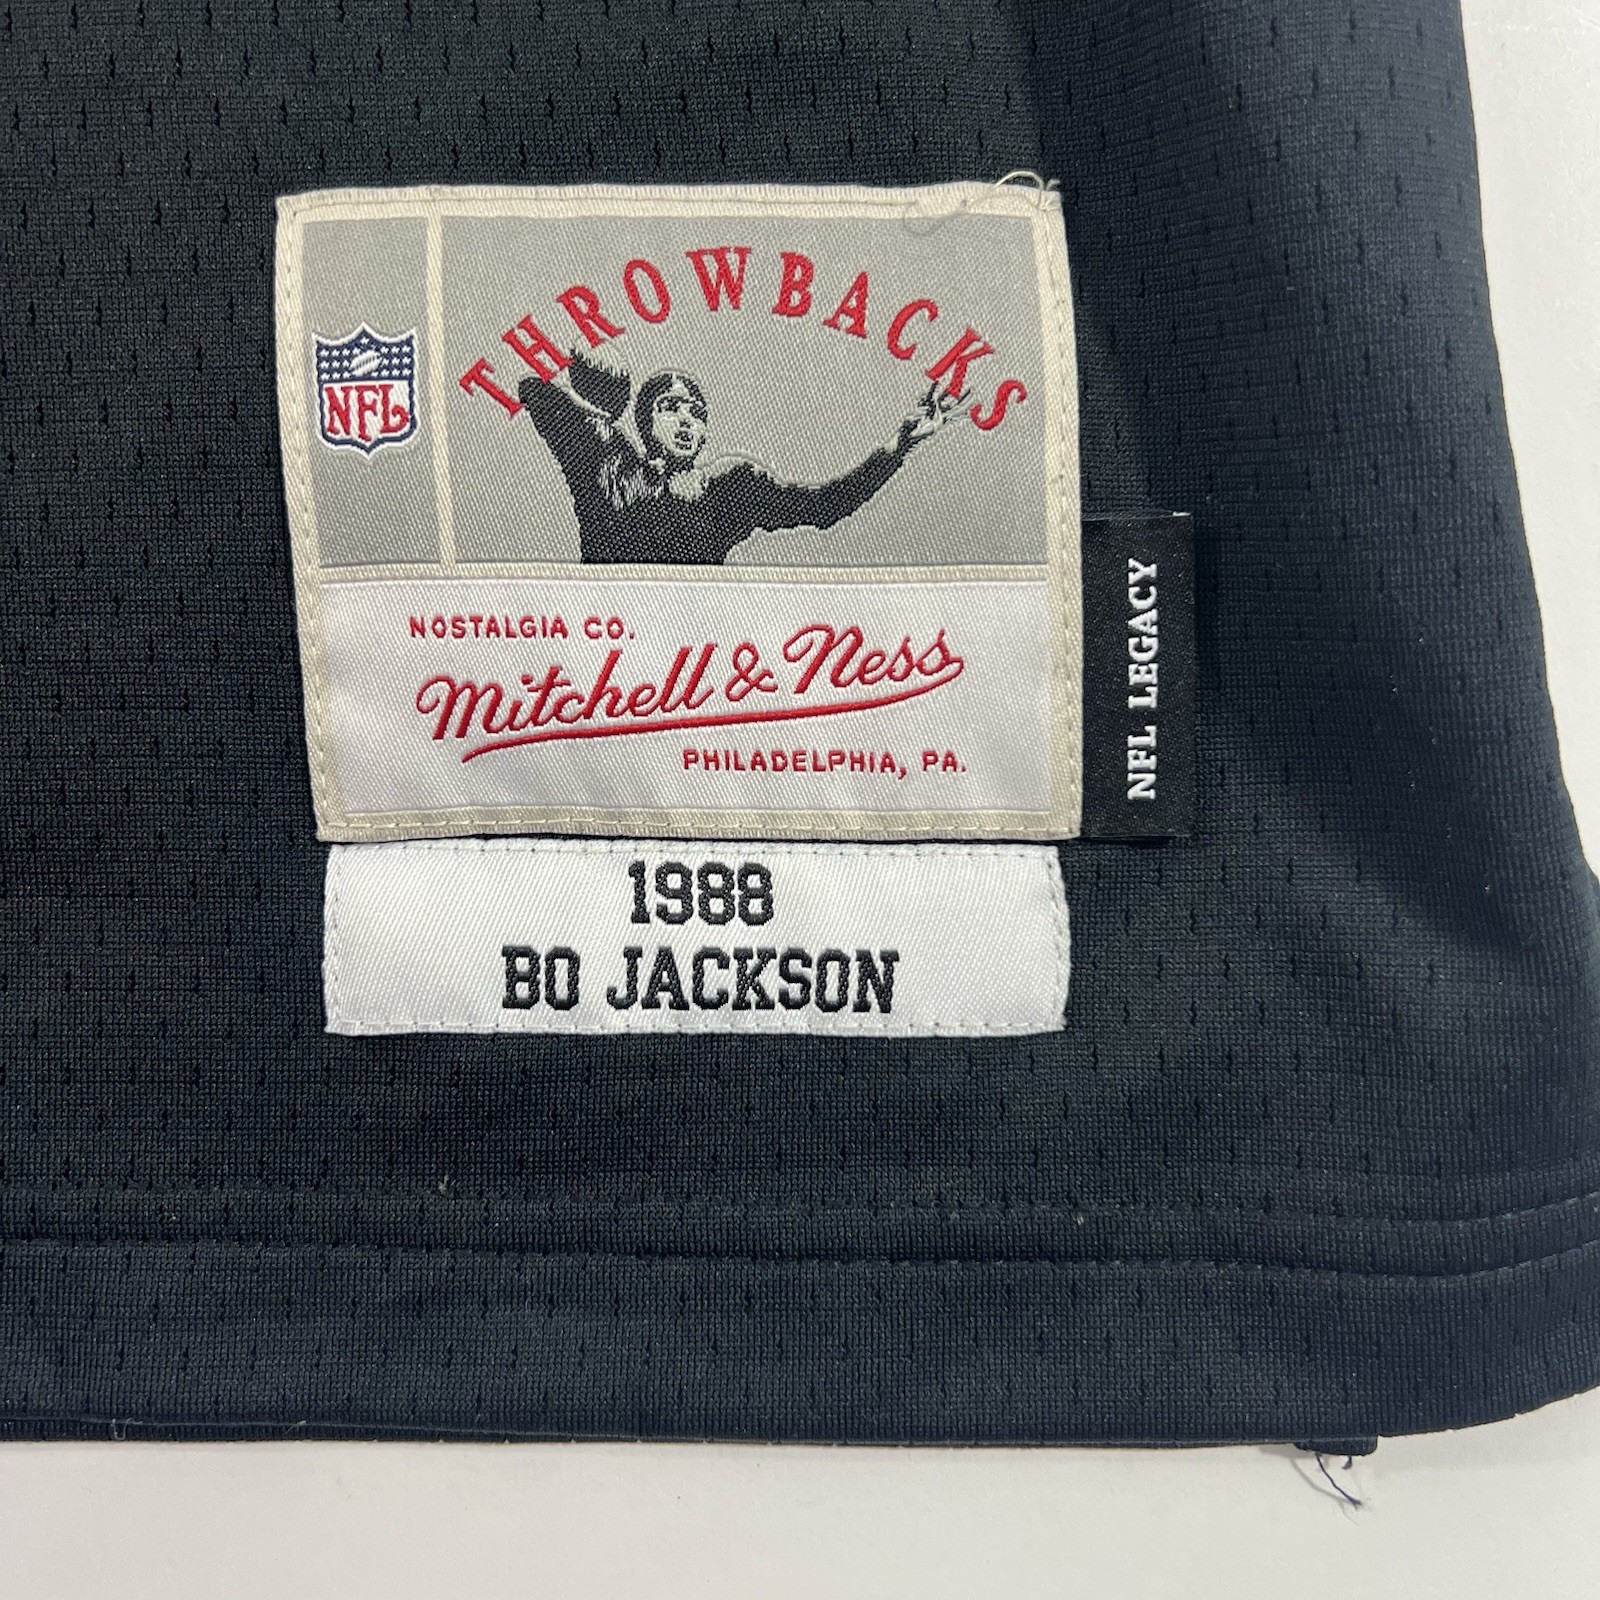 THROWBACKS
NFL
NOSTALGIA CO.
Mitchell & Ness
PHILADELPHIA, PA.
NFL LEGACY
1988
BO JACKSON